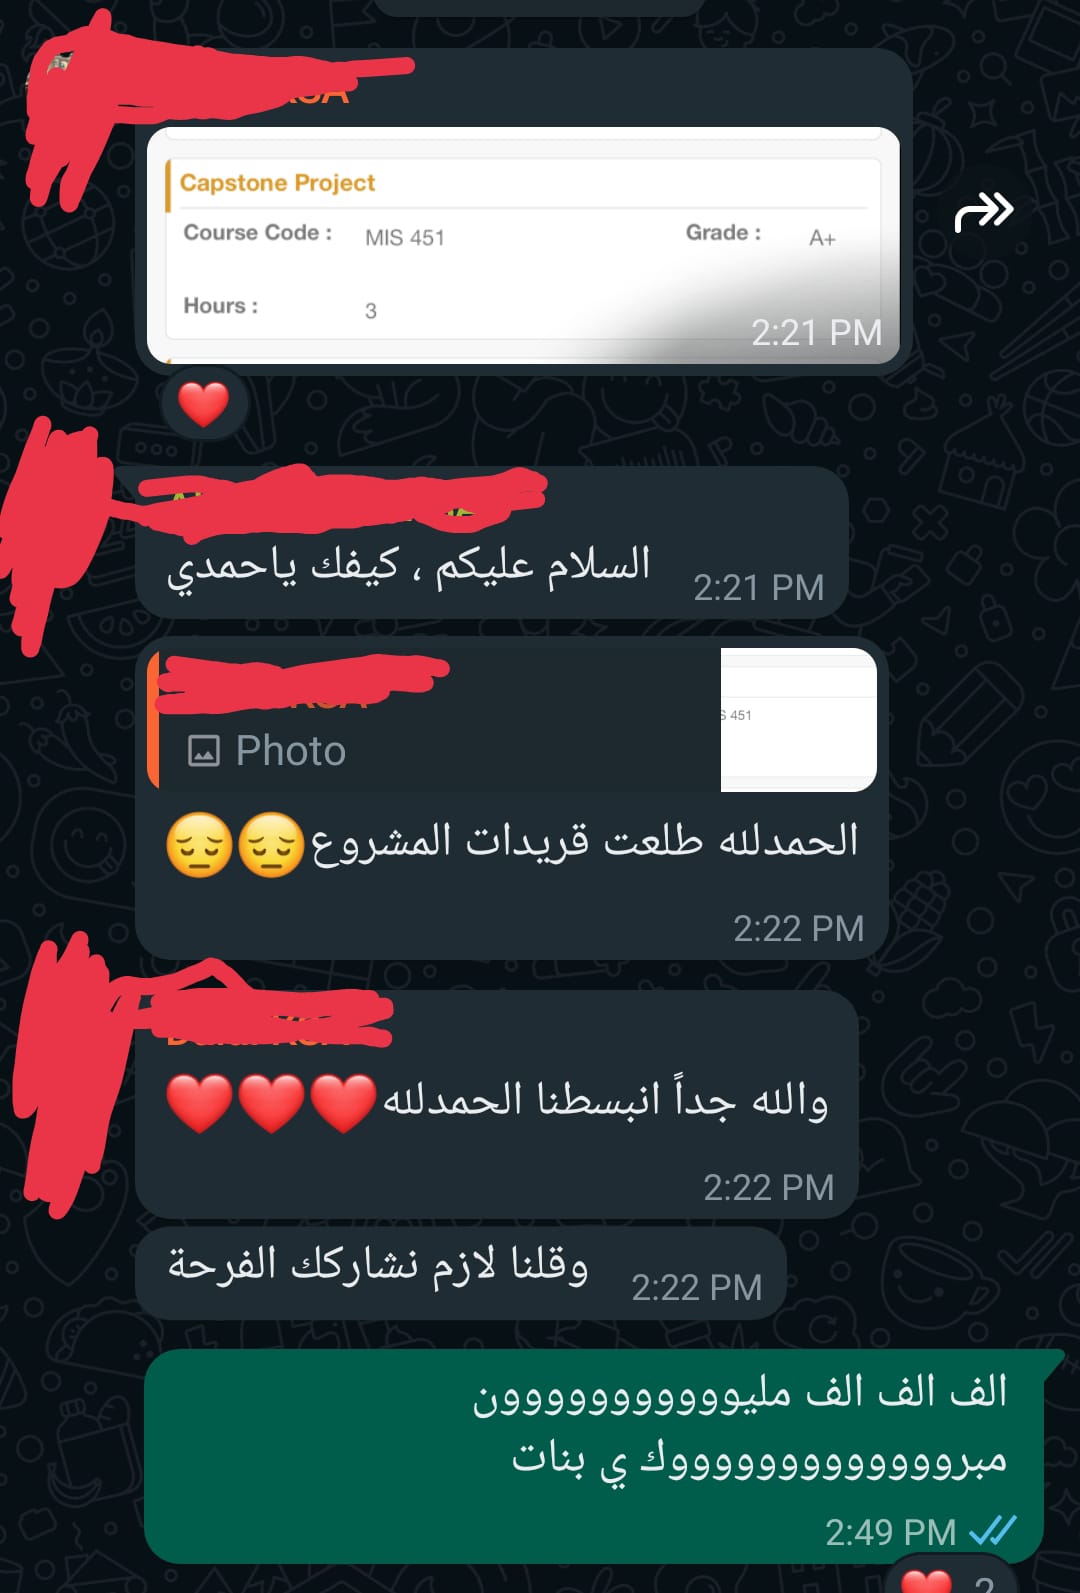 Capstone Project
Course Code : MIS 451 Grade : A+
Hours : 3
2:21 PM
السلام عليكم ، كيفك ياحمدي
2:21 PM
Photo
451
الحمدلله طلعت قريدات المشروع😔😔
2:22 PM
والله جداً انبسطنا الحمدلله❤️❤️❤️
2:22 PM
وقلنا لازم نشاركك الفرحة
2:22 PM
الف الف الف مليووووووووووون
مبروووووووووووووك ي بنات
2:49 PM
2